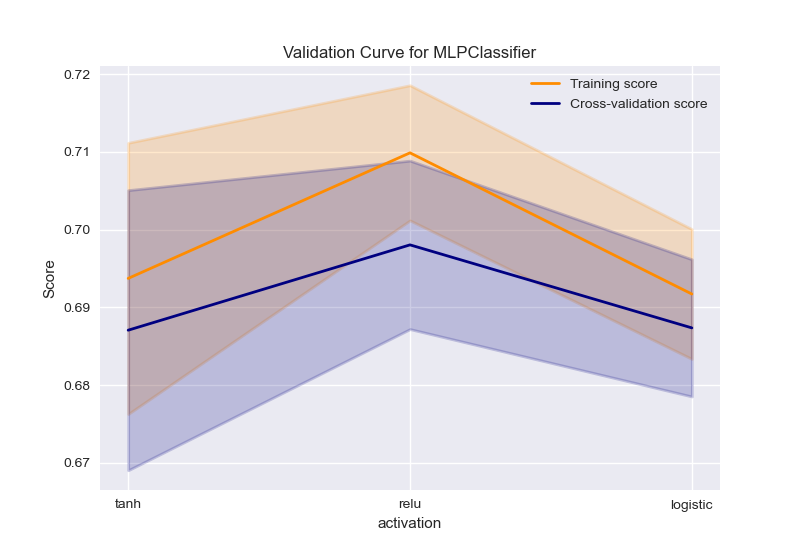 Validation Curve for MLPClassifier
Training score
Cross-validation score
0.72
0.71
0.70
0.69
0.68
0.67
Score
tanh
relu
logistic
activation